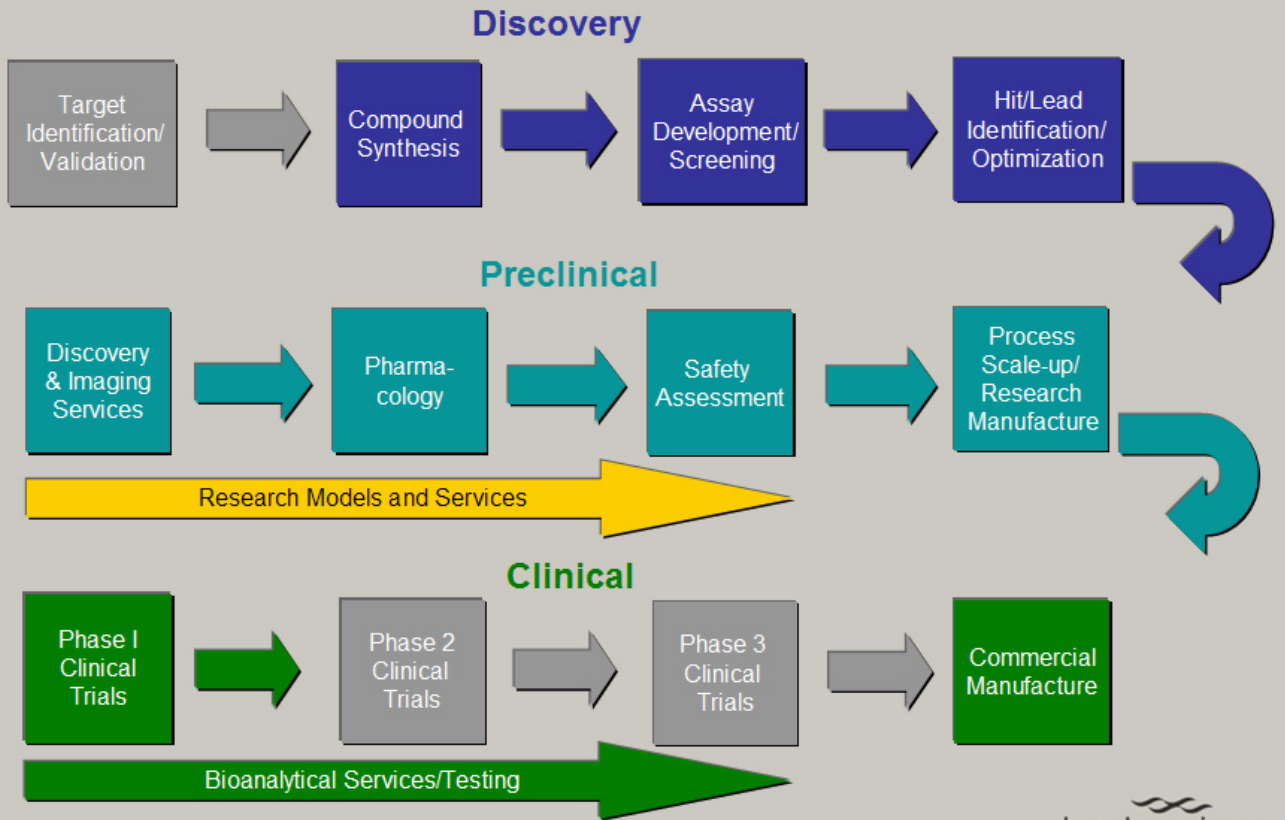 Discovery
Target
Identification/
Validation
Compound
Synthesis
Assay
Development/
Screening
Hit/Lead
Identification/
Optimization
Preclinical
Discovery
& Imaging
Services
Pharma-
cology
Safety
Assessment
Process
Scale-up/
Research
Manufacture
Research Models and Services
Clinical
Phase I
Clinical
Trials
Phase 2
Clinical
Trials
Phase 3
Clinical
Trials
Commercial
Manufacture
Bioanalytical Services/Testing